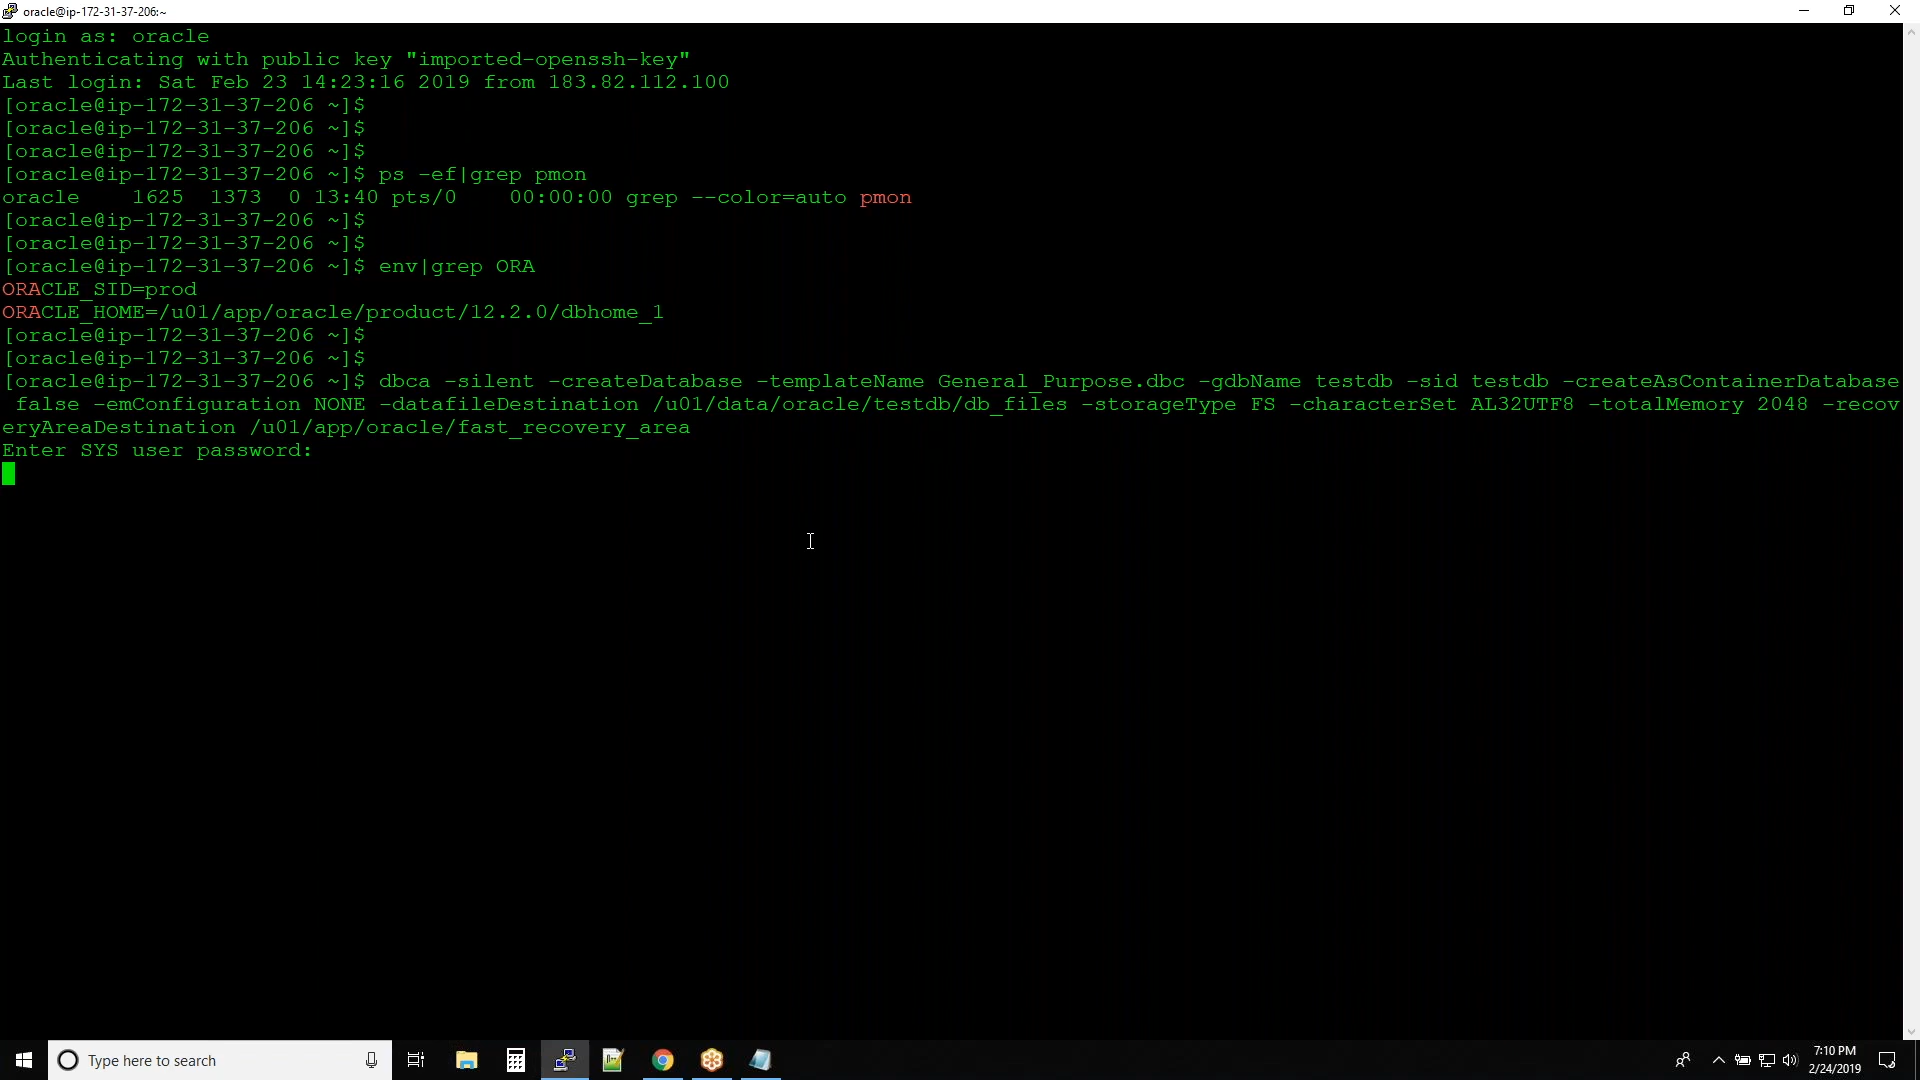 oracle@ip-172-31-37-206:~
login as: oracle
Authenticating with public key "imported-openssh-key"
Last login: Sat Feb 23 14:23:16 2019 from 183.82.112.100
[oracle@ip-172-31-37-206 ~]$
[oracle@ip-172-31-37-206 ~]$
[oracle@ip-172-31-37-206 ~]$
[oracle@ip-172-31-37-206 ~]$ ps -ef|grep pmon
oracle    1625  1373  0 13:40 pts/0    00:00:00 grep --color=auto pmon
[oracle@ip-172-31-37-206 ~]$
[oracle@ip-172-31-37-206 ~]$
[oracle@ip-172-31-37-206 ~]$ env|grep ORA
ORACLE_SID=prod
ORACLE_HOME=/u01/app/oracle/product/12.2.0/dbhome_1
[oracle@ip-172-31-37-206 ~]$
[oracle@ip-172-31-37-206 ~]$
[oracle@ip-172-31-37-206 ~]$ dbca -silent -createDatabase -templateName General_Purpose.dbc -gdbName testdb -sid testdb -createAsContainerDatabase
 false -emConfiguration NONE -datafileDestination /u01/data/oracle/testdb/db_files -storageType FS -characterSet AL32UTF8 -totalMemory 2048 -recov
eryAreaDestination /u01/app/oracle/fast_recovery_area
Enter SYS user password:
Type here to search
7:10 PM
2/24/2019